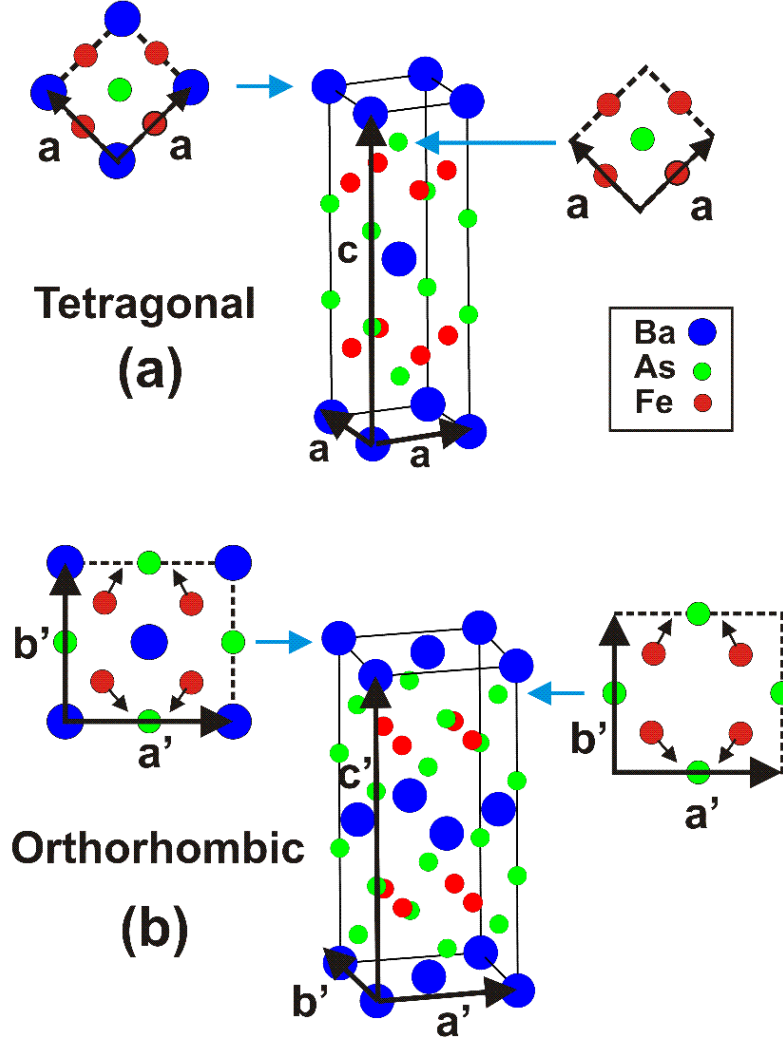 a a
c
a a
a a
Tetragonal
(a)
Ba
As
Fe
b’
a’
c’
b’ a’
b’
a’
Orthorhombic
(b)